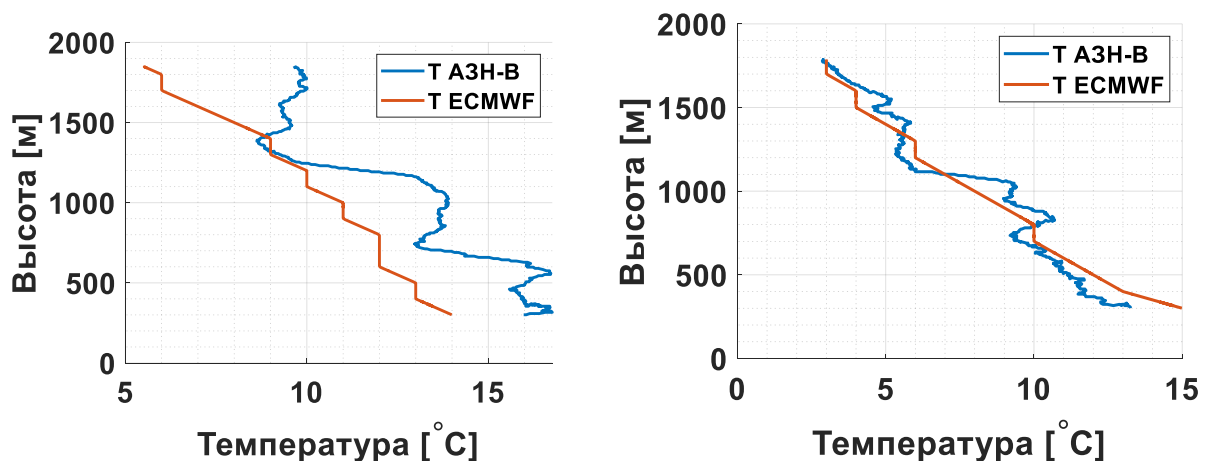 2000
1500
1000
500
0
5
10
15
Высота [м]
Температура [°C]
T АЗН-В
T ECMWF
2000
1500
1000
500
0
0
5
10
15
Высота [м]
Температура [°C]
T АЗН-В
T ECMWF